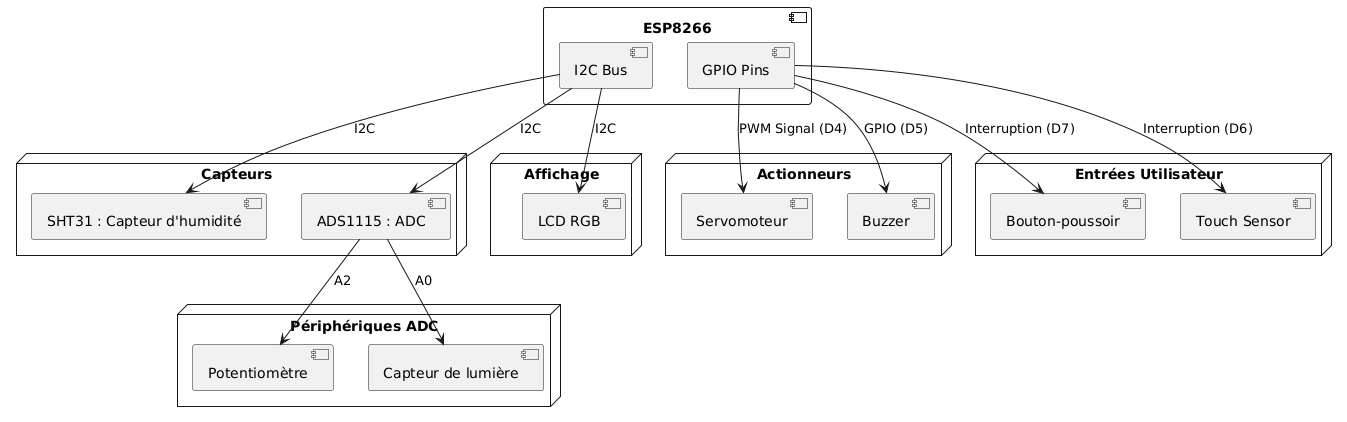 ESP8266
I2C Bus
GPIO Pins
I2C
I2C
I2C
PWM Signal (D4)
GPIO (D5)
Interruption (D7)
Interruption (D6)
Capteurs
Affichage
Actionneurs
Entrées Utilisateur
SHT31 : Capteur d'humidité
ADS1115 : ADC
LCD RGB
Servomoteur
Buzzer
Bouton-poussoir
Touch Sensor
A2
A0
Périphériques ADC
Potentiomètre
Capteur de lumière